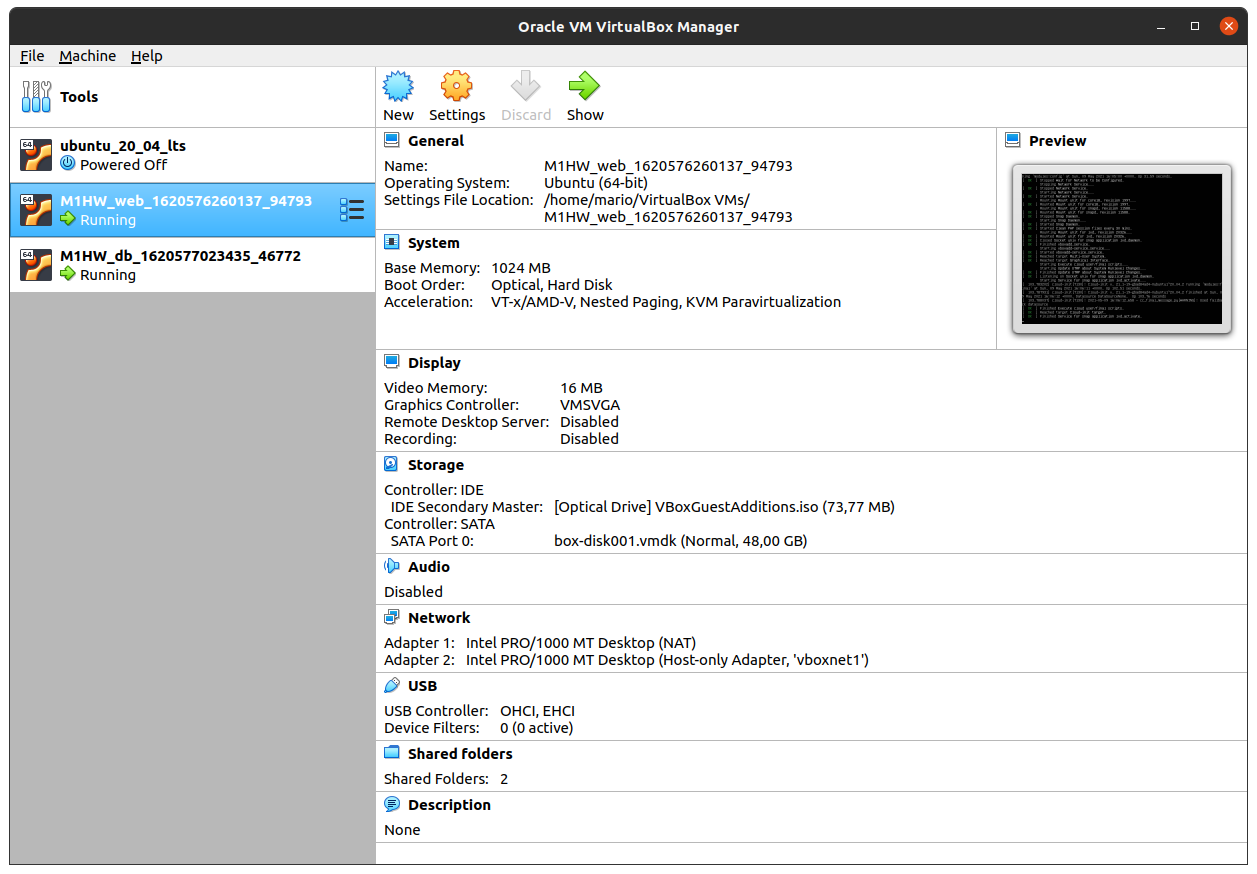 Oracle VM VirtualBox Manager
File Machine Help
Tools
New Settings Discard Show
64
ubuntu_20_04_lts
Powered Off
64
M1HW_web_1620576260137_94793
Running
64
M1HW_db_1620577023435_46772
Running
General
Name: M1HW_web_1620576260137_94793
Operating System: Ubuntu (64-bit)
Settings File Location: /home/mario/VirtualBox VMs/
M1HW_web_1620576260137_94793
Preview
System
Base Memory: 1024 MB
Boot Order: Optical, Hard Disk
Acceleration: VT-x/AMD-V, Nested Paging, KVM Paravirtualization
Display
Video Memory: 16 MB
Graphics Controller: VMSVGA
Remote Desktop Server: Disabled
Recording: Disabled
Storage
Controller: IDE
IDE Secondary Master: [Optical Drive] VBoxGuestAdditions.iso (73,77 MB)
Controller: SATA
SATA Port 0: box-disk001.vmdk (Normal, 48,00 GB)
Audio
Disabled
Network
Adapter 1: Intel PRO/1000 MT Desktop (NAT)
Adapter 2: Intel PRO/1000 MT Desktop (Host-only Adapter, 'vboxnet1')
USB
USB Controller: OHCI, EHCI
Device Filters: 0 (0 active)
Shared folders
Shared Folders: 2
Description
None